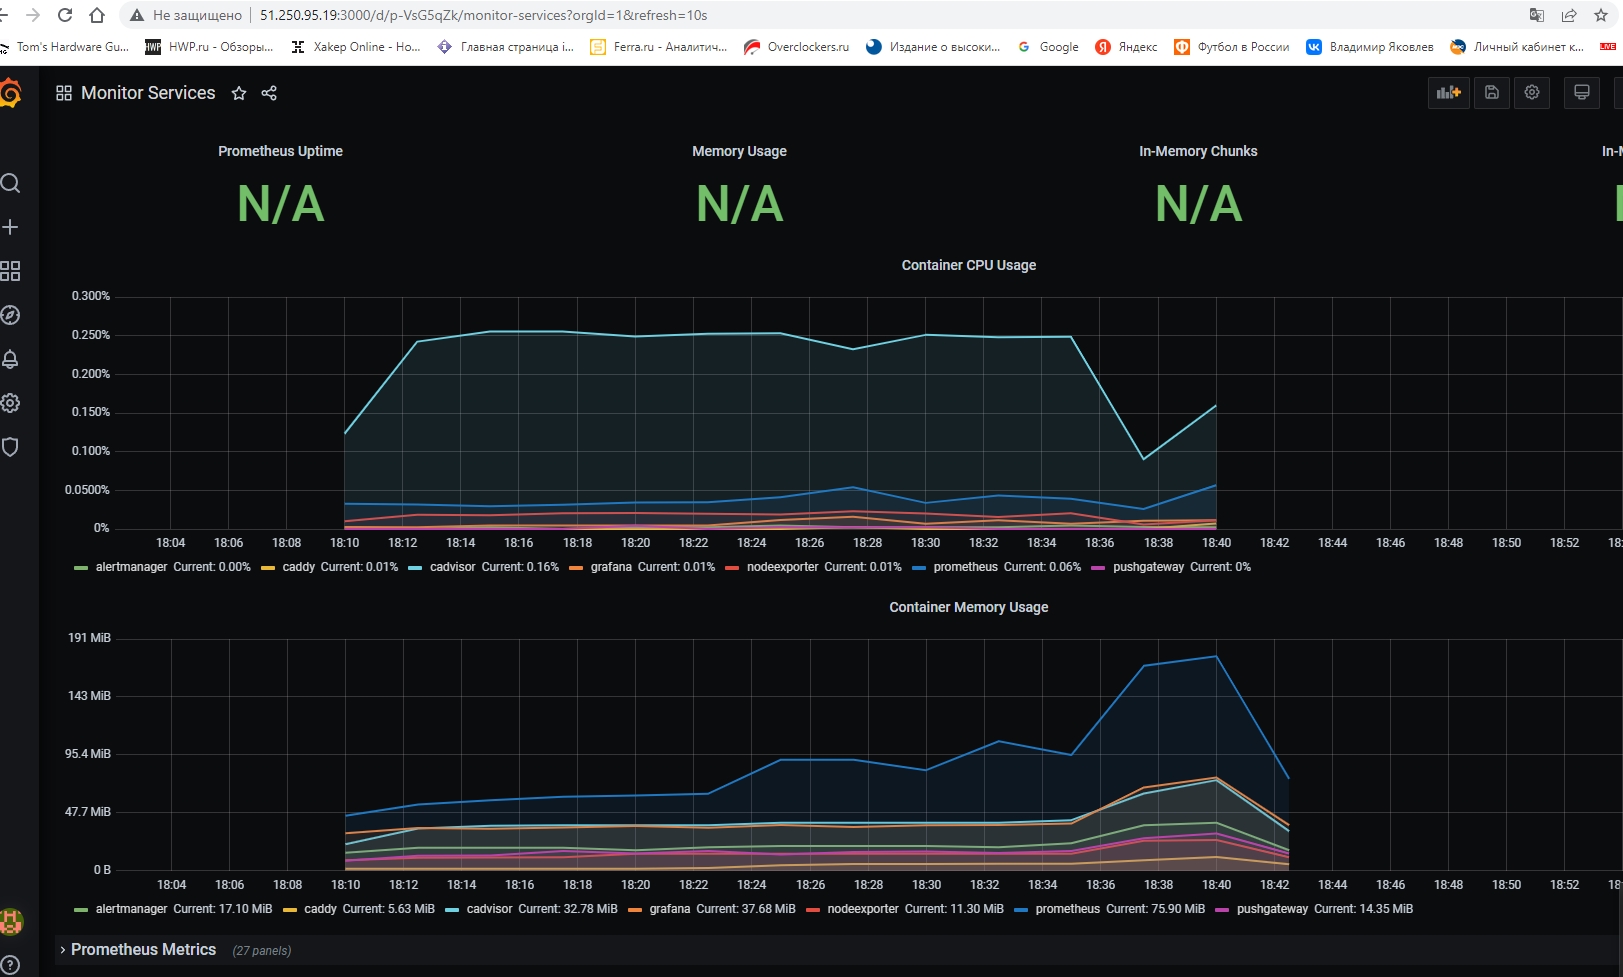 Не защищено 51.250.95.19:3000/d/p-VsG5qZk/monitor-services?orgId=1&refresh=10s
Tom's Hardware Gu... HWP HWP.ru - Обзоры... Xakep Online - Но... Главная страница i... Ferra.ru - Аналитич... Overclockers.ru Издание о высоки... Google Яндекс Футбол в России Владимир Яковлев Личный кабинет к... LIVE
Monitor Services
Prometheus Uptime Memory Usage In-Memory Chunks
N/A N/A N/A
Container CPU Usage
0.300%
0.250%
0.200%
0.150%
0.100%
0.0500%
0%
18:04 18:06 18:08 18:10 18:12 18:14 18:16 18:18 18:20 18:22 18:24 18:26 18:28 18:30 18:32 18:34 18:36 18:38 18:40 18:42 18:44 18:46 18:48 18:50 18:52
alertmanager Current: 0.00% caddy Current: 0.01% cadvisor Current: 0.16% grafana Current: 0.01% nodeexporter Current: 0.01% prometheus Current: 0.06% pushgateway Current: 0%
Container Memory Usage
191 MiB
143 MiB
95.4 MiB
47.7 MiB
0 B
18:04 18:06 18:08 18:10 18:12 18:14 18:16 18:18 18:20 18:22 18:24 18:26 18:28 18:30 18:32 18:34 18:36 18:38 18:40 18:42 18:44 18:46 18:48 18:50 18:52
alertmanager Current: 17.10 MiB caddy Current: 5.63 MiB cadvisor Current: 32.78 MiB grafana Current: 37.68 MiB nodeexporter Current: 11.30 MiB prometheus Current: 75.90 MiB pushgateway Current: 14.35 MiB
Prometheus Metrics (27 panels)